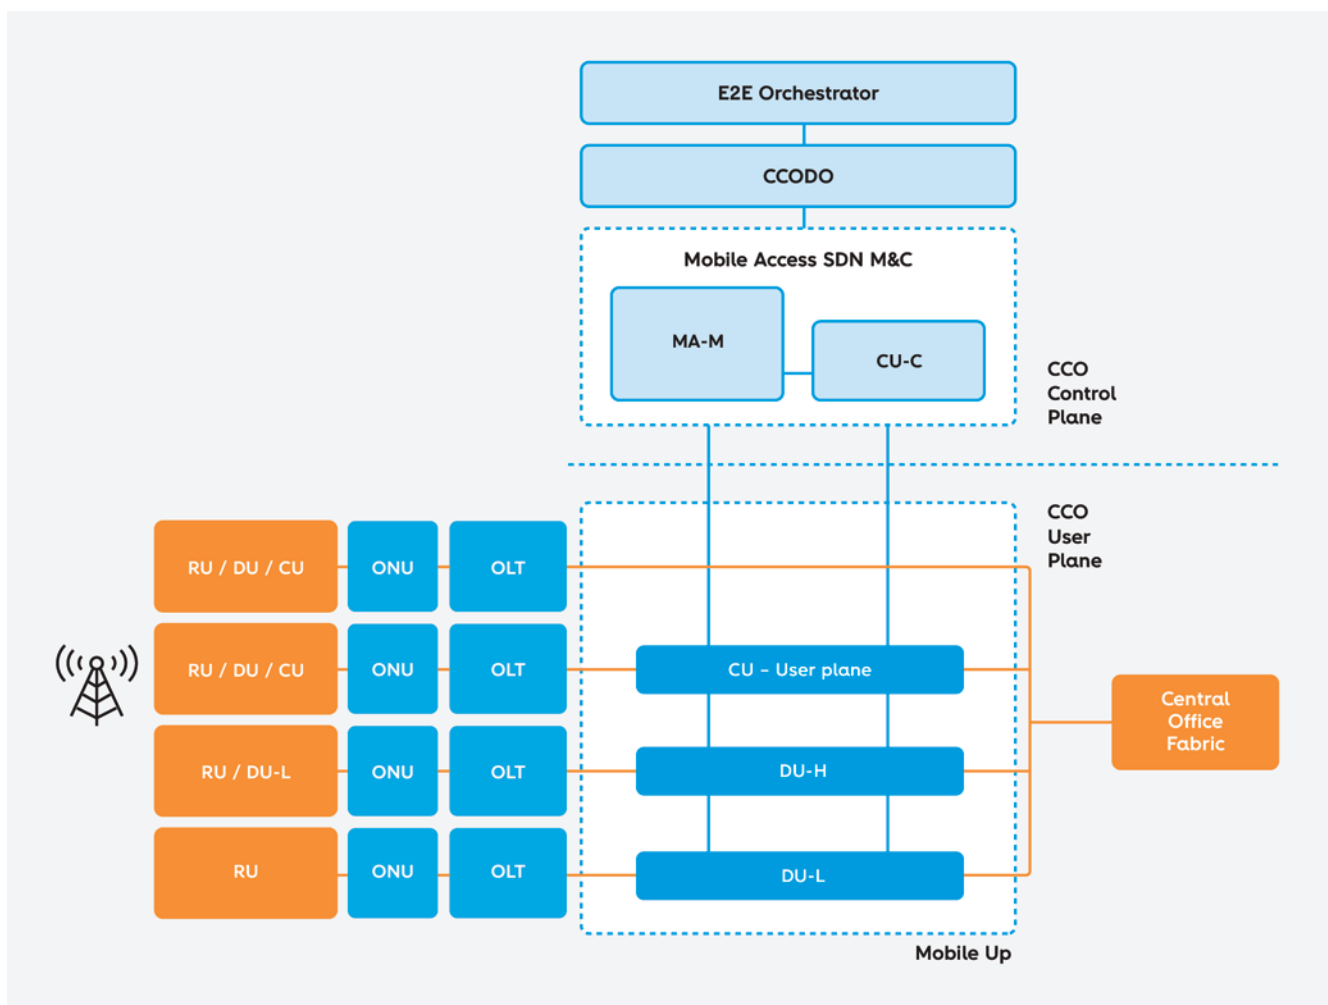 E2E Orchestrator
CCODO
Mobile Access SDN M&C
MA-M
CU-C
CCO
Control
Plane
CCO
User
Plane
RU / DU / CU
ONU
OLT
RU / DU / CU
ONU
OLT
CU – User plane
RU / DU-L
ONU
OLT
DU-H
RU
ONU
OLT
DU-L
Central
Office
Fabric
Mobile Up